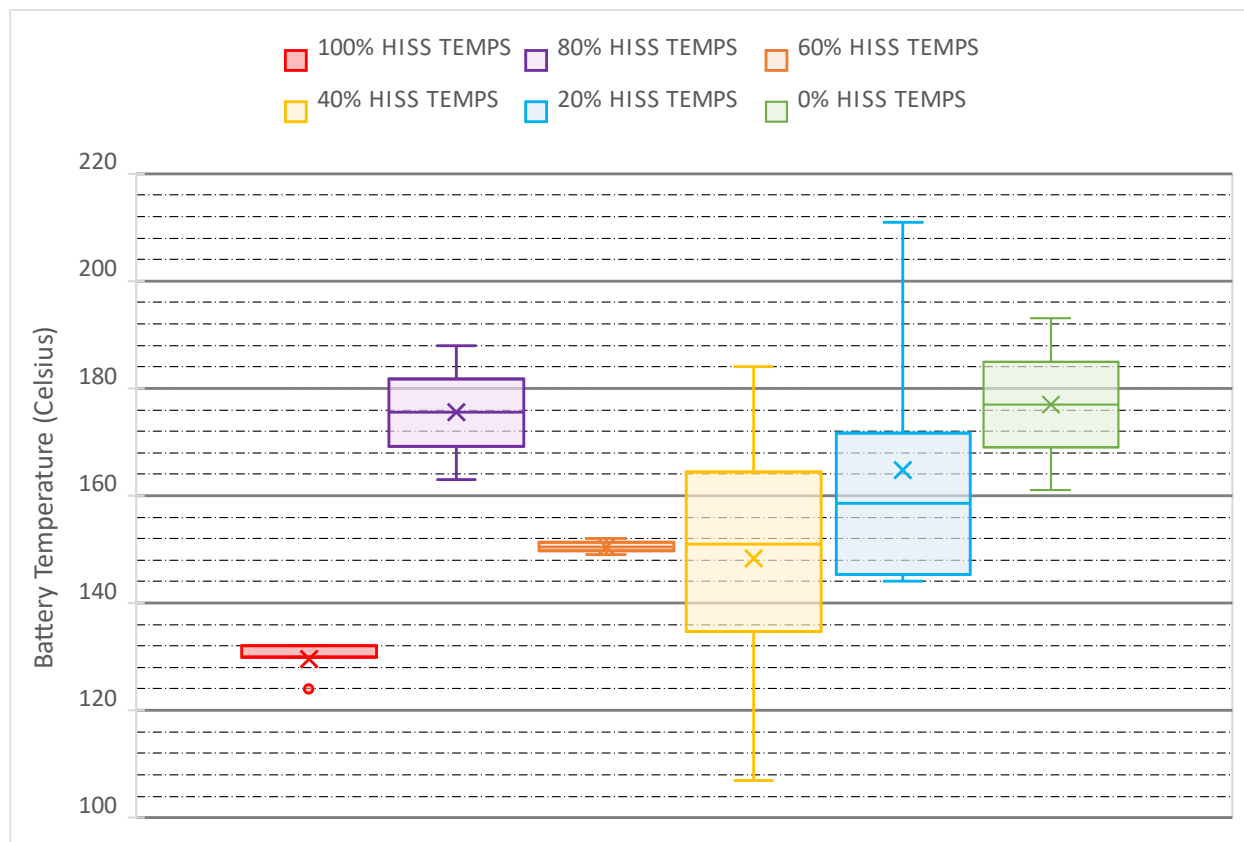 100% HISS TEMPS 80% HISS TEMPS 60% HISS TEMPS
40% HISS TEMPS 20% HISS TEMPS 0% HISS TEMPS
220
200
180
160
140
120
100
Battery Temperature (Celsius)